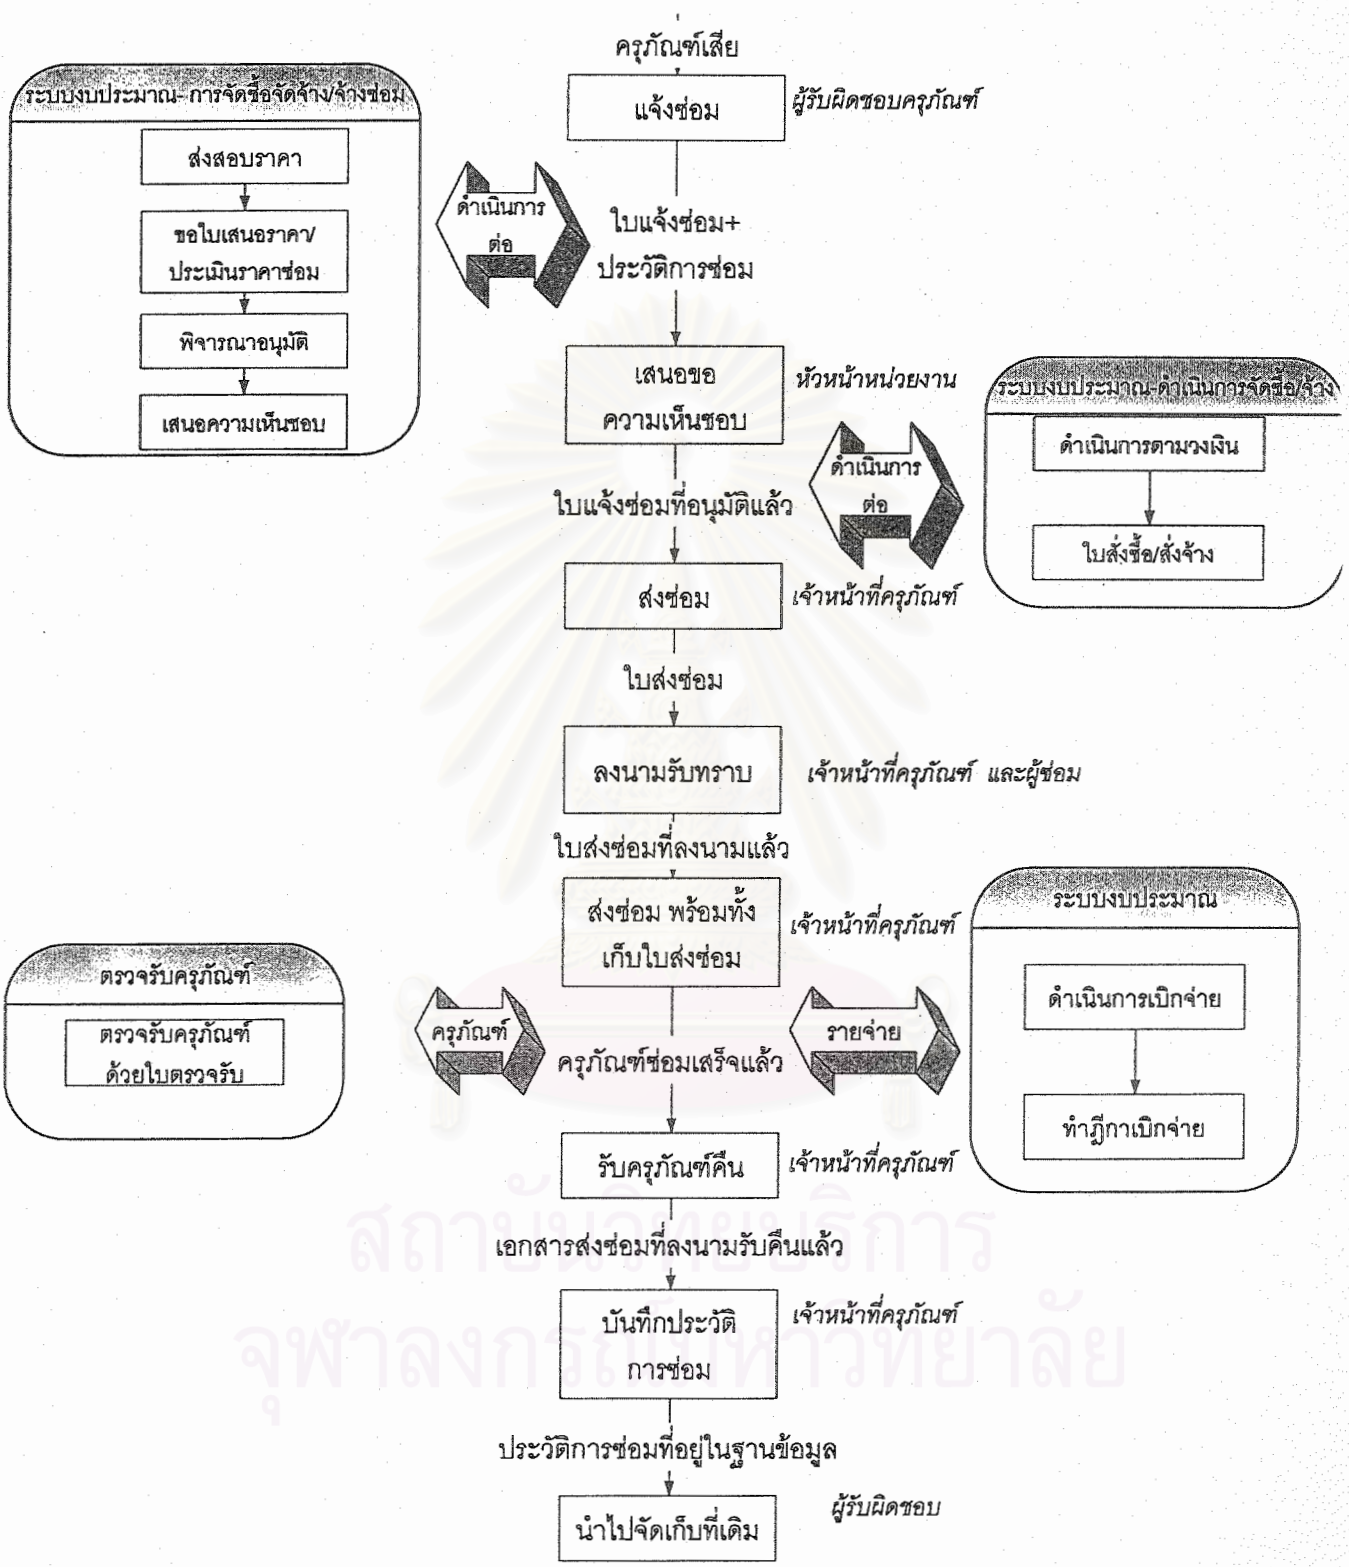 ครุภัณฑ์เสีย
แจ้งซ่อม
ผู้รับผิดชอบครุภัณฑ์
ระบบงบประมาณ- การจัดซื้อจัดจ้าง/จ้างซ่อม
ส่งสอบราคา
ขอใบเสนอราคา/
ประเมินราคาซ่อม
พิจารณาอนุมัติ
เสนอความเห็นชอบ
ดำเนินการ
ต่อ
ใบแจ้งซ่อม+
ประวัติการซ่อม
เสนอขอ
ความเห็นชอบ
หัวหน้าหน่วยงาน
ระบบงบประมาณ-ดำเนินการจัดซื้อ/จ้าง
ดำเนินการตามวงเงิน
ใบสั่งซื้อ/สั่งจ้าง
ดำเนินการ
ต่อ
ใบแจ้งซ่อมที่อนุมัติแล้ว
ส่งซ่อม
เจ้าหน้าที่ครุภัณฑ์
ใบส่งซ่อม
ลงนามรับทราบ
เจ้าหน้าที่ครุภัณฑ์ และผู้ซ่อม
ใบส่งซ่อมที่ลงนามแล้ว
ส่งซ่อม พร้อมทั้ง
เก็บใบส่งซ่อม
เจ้าหน้าที่ครุภัณฑ์
ระบบงบประมาณ
ดำเนินการเบิกจ่าย
ทำฎีกาเบิกจ่าย
ตรวจรับครุภัณฑ์
ตรวจรับครุภัณฑ์
ด้วยใบตรวจรับ
ครุภัณฑ์
รายจ่าย
ครุภัณฑ์ซ่อมเสร็จแล้ว
รับครุภัณฑ์คืน
เจ้าหน้าที่ครุภัณฑ์
เอกสารส่งซ่อมที่ลงนามรับคืนแล้ว
บันทึกประวัติ
การซ่อม
เจ้าหน้าที่ครุภัณฑ์
ประวัติการซ่อมที่อยู่ในฐานข้อมูล
นำไปจัดเก็บที่เดิม
ผู้รับผิดชอบ
สถาบันวิทยบริการ
จุฬาลงกรณ์มหาวิทยาลัย